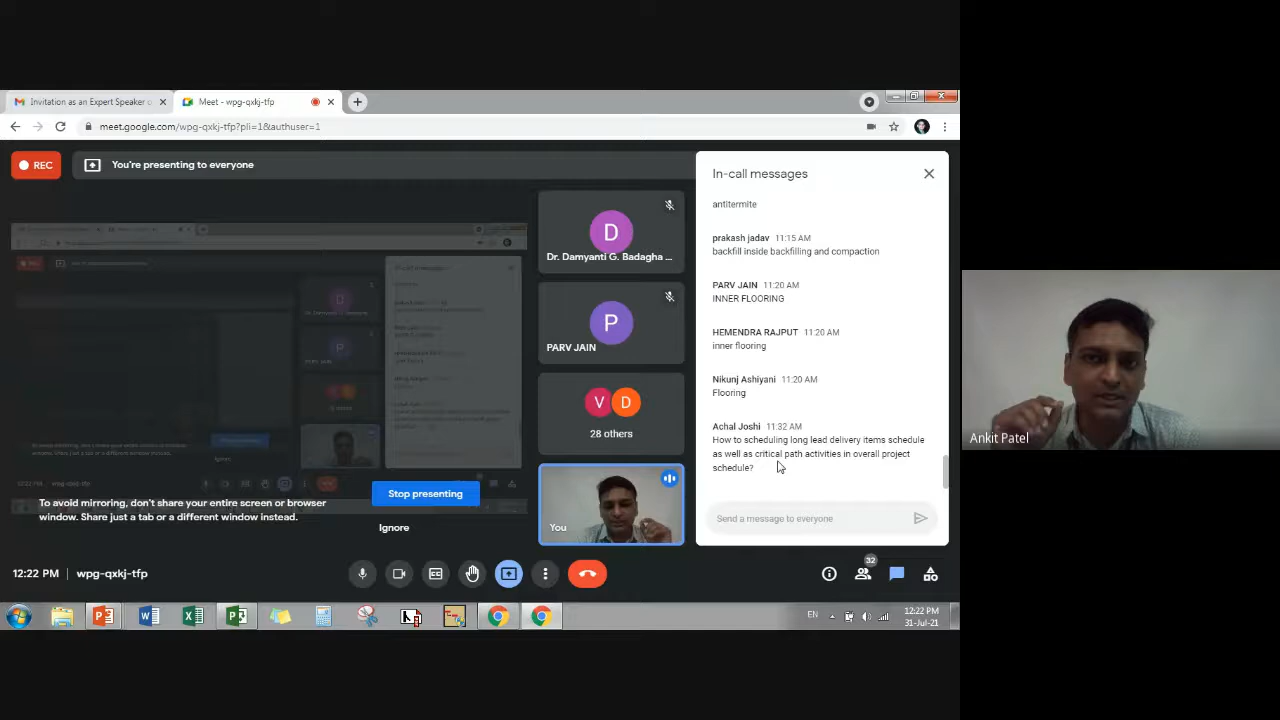 Invitation as an Expert Speaker o
Meet - wpg-qxkj-tfp
meet.google.com/wpg-qxkj-tfp?pli=1&authuser=1
REC
You're presenting to everyone
In-call messages
antitermite
prakash jadav 11:15 AM
backfill inside backfilling and compaction
PARV JAIN 11:20 AM
INNER FLOORING
HEMENDRA RAJPUT 11:20 AM
inner flooring
Nikunj Ashiyani 11:20 AM
Flooring
Achal Joshi 11:32 AM
How to scheduling long lead delivery items schedule
as well as critical path activities in overall project
schedule?
Send a message to everyone
D
Dr. Damyanti G. Badagha ...
P
PARV JAIN
V D
28 others
You
To avoid mirroring, don't share your entire screen or browser
window. Share just a tab or a different window instead.
Stop presenting
Ignore
12:22 PM | wpg-qxkj-tfp
32
EN
12:22 PM
31-Jul-21
Ankit Patel